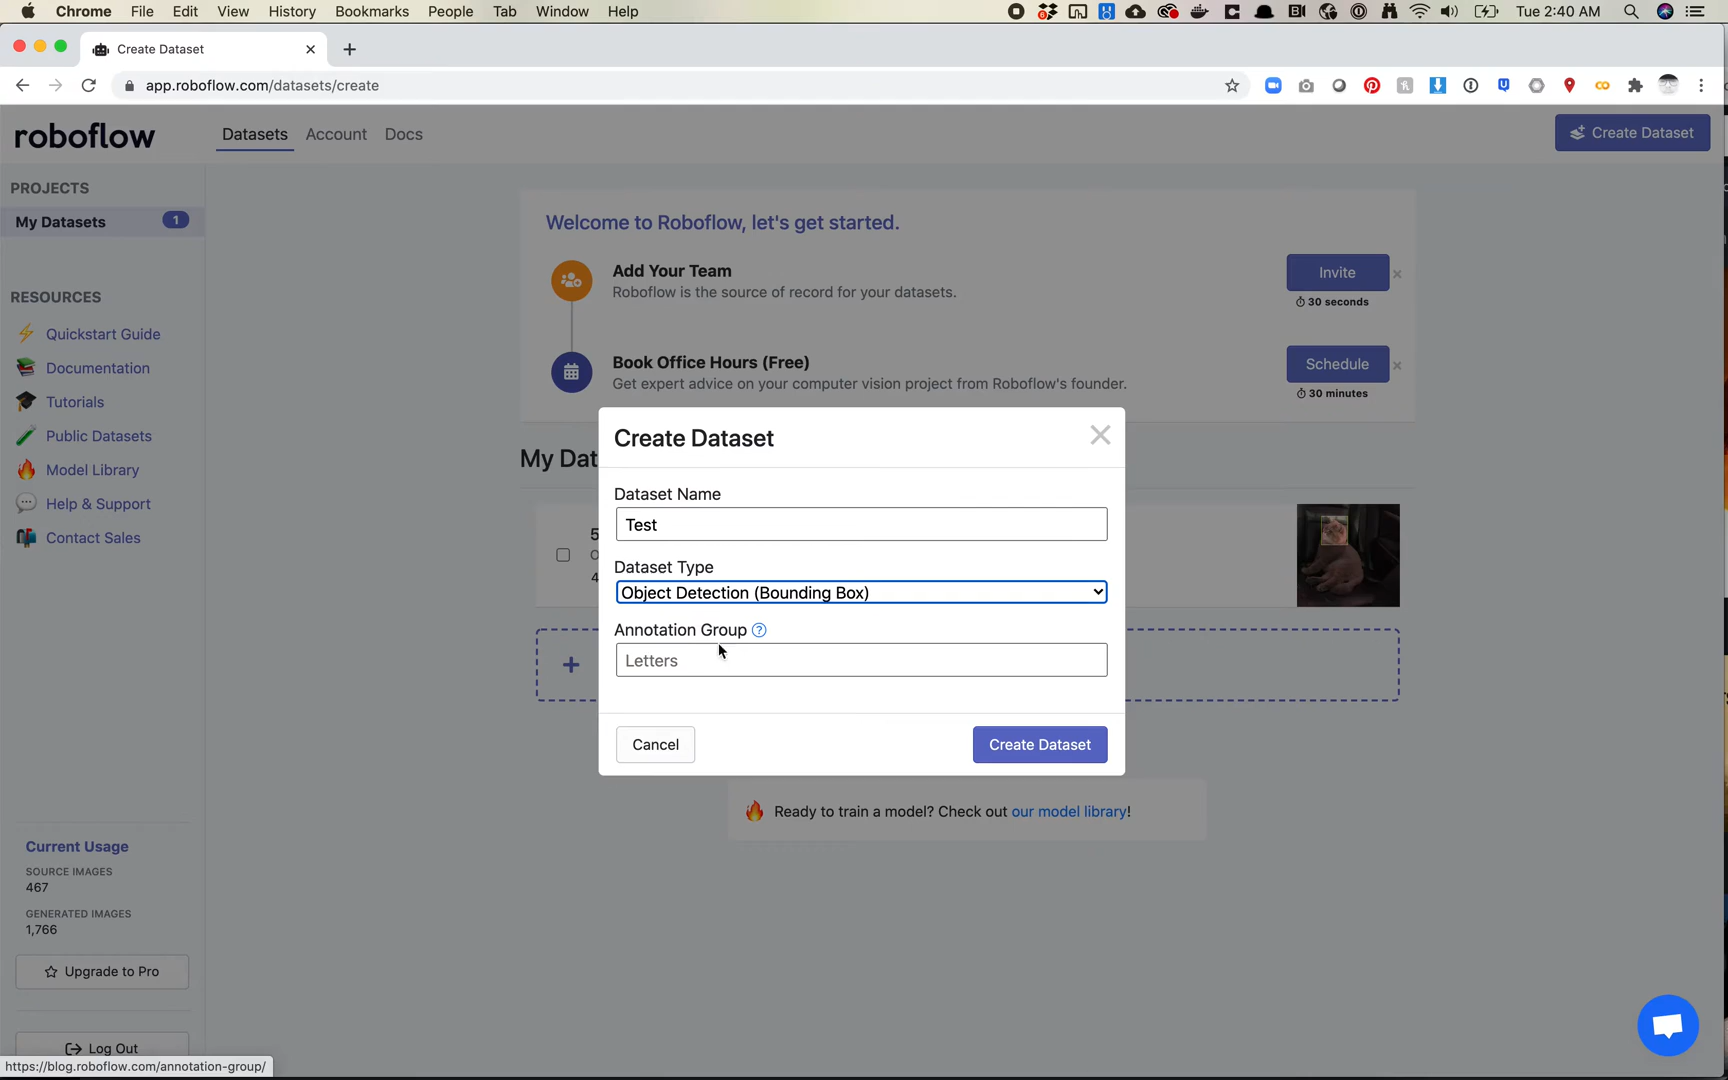 Chrome File Edit View History Bookmarks People Tab Window Help
Tue 2:40 AM
Create Dataset
app.roboflow.com/datasets/create
roboflow
Datasets Account Docs
Create Dataset
PROJECTS
My Datasets 1
RESOURCES
Quickstart Guide
Documentation
Tutorials
Public Datasets
Model Library
Help & Support
Contact Sales
Current Usage
SOURCE IMAGES
467
GENERATED IMAGES
1,766
Upgrade to Pro
Log Out
https://blog.roboflow.com/annotation-group/
Welcome to Roboflow, let's get started.
Add Your Team
Roboflow is the source of record for your datasets.
Invite
30 seconds
Book Office Hours (Free)
Get expert advice on your computer vision project from Roboflow's founder.
Schedule
30 minutes
My Dat
Create Dataset
Dataset Name
Test
Dataset Type
Object Detection (Bounding Box)
Annotation Group ?
Letters
Cancel
Create Dataset
Ready to train a model? Check out our model library!